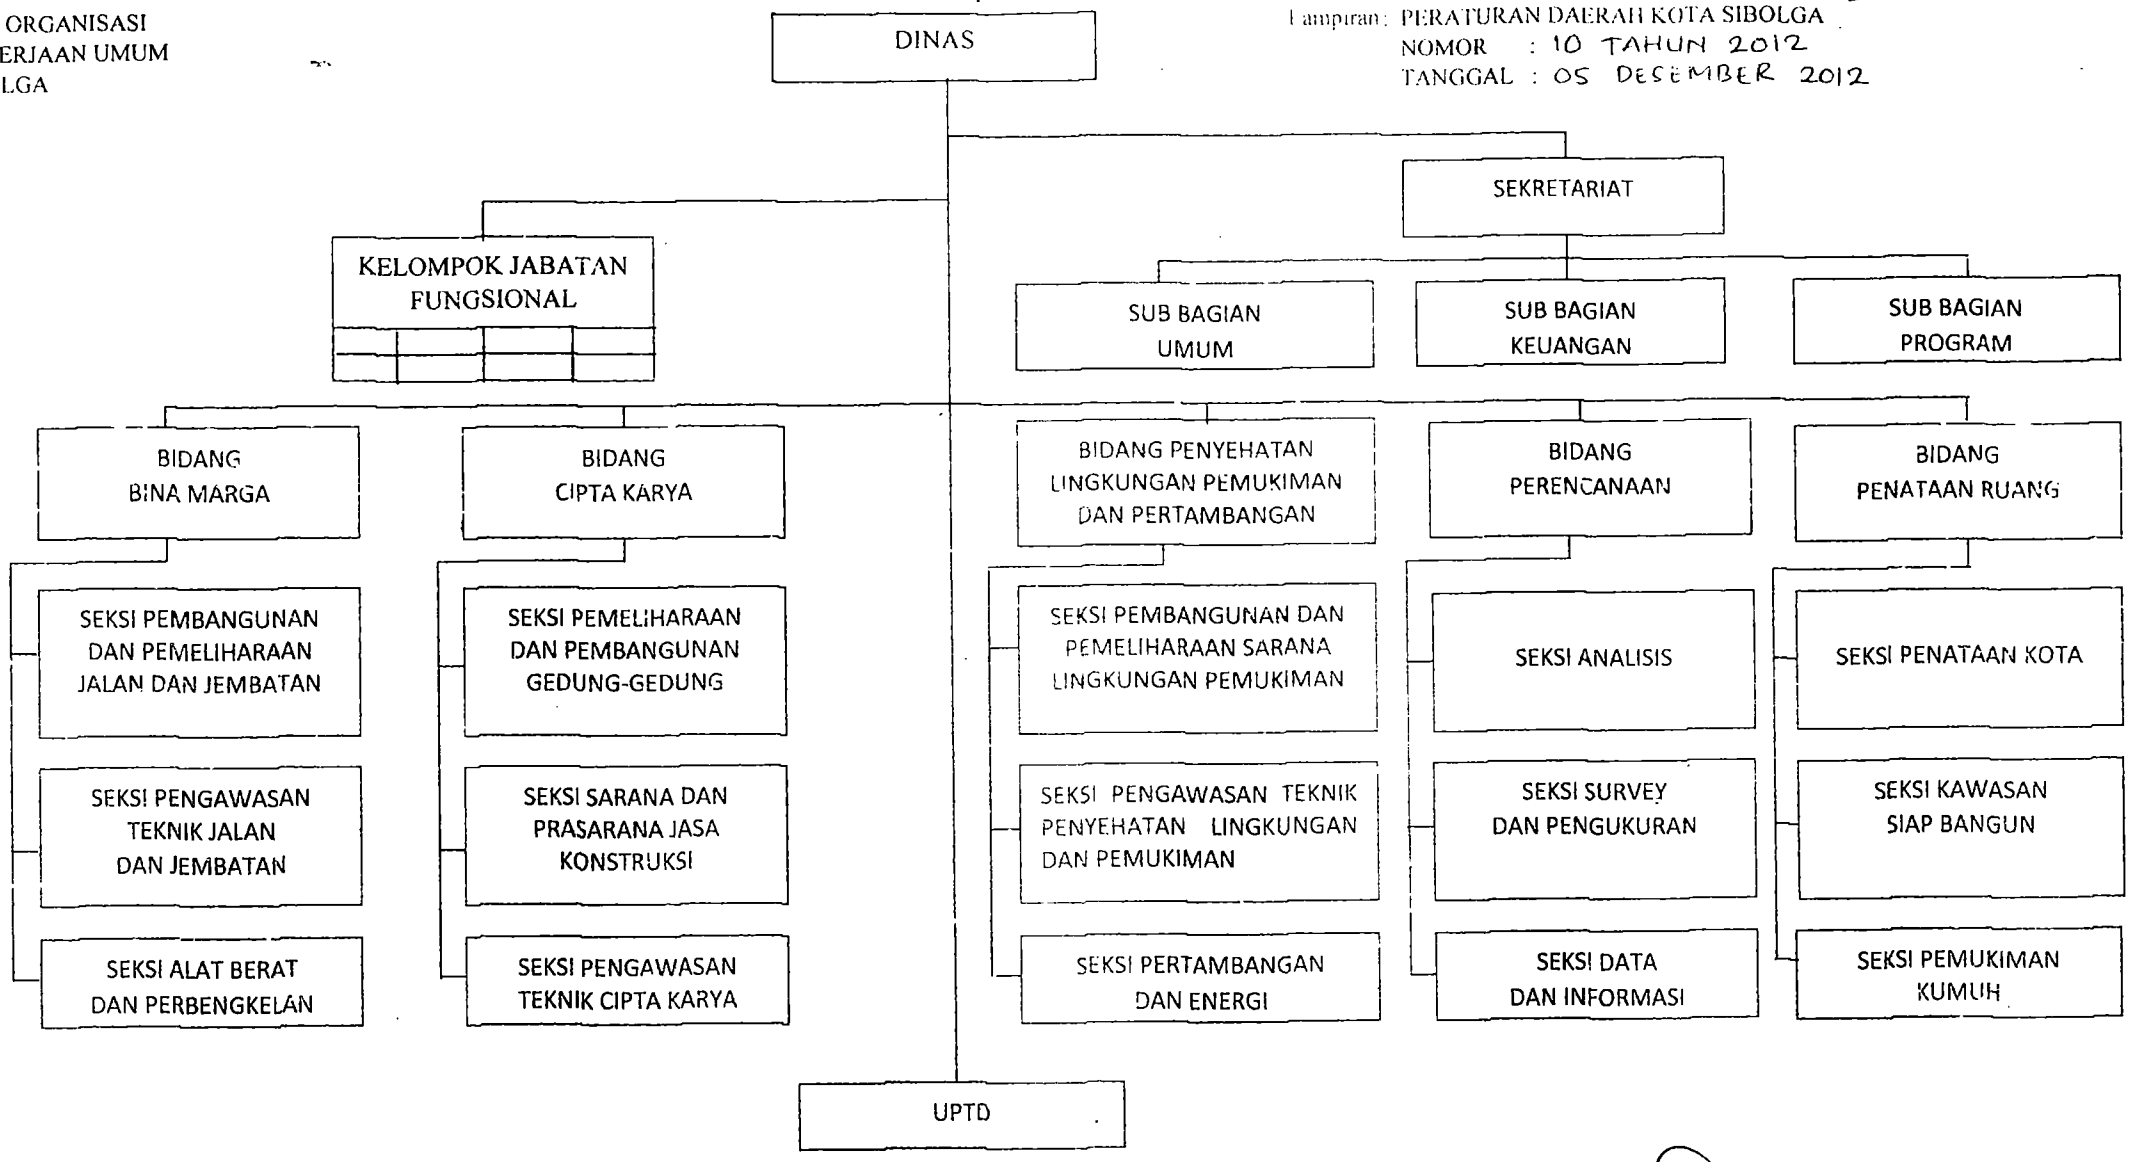 ORGANISASI
ERJAAN UMUM
LGA
DINAS
Lampiran : PERATURAN DAERAH KOTA SIBOLGA
NOMOR : 10 TAHUN 2012
TANGGAL : 05 DESEMBER 2012
SEKRETARIAT
KELOMPOK JABATAN
FUNGSIONAL
SUB BAGIAN
UMUM
SUB BAGIAN
KEUANGAN
SUB BAGIAN
PROGRAM
BIDANG
BINA MARGA
BIDANG
CIPTA KARYA
BIDANG PENYEHATAN
LINGKUNGAN PEMUKIMAN
DAN PERTAMBANGAN
BIDANG
PERENCANAAN
BIDANG
PENATAAN RUANG
SEKSI PEMBANGUNAN
DAN PEMELIHARAAN
JALAN DAN JEMBATAN
SEKSI PEMELIHARAAN
DAN PEMBANGUNAN
GEDUNG-GEDUNG
SEKSI PEMBANGUNAN DAN
PEMELIHARAAN SARANA
LINGKUNGAN PEMUKIMAN
SEKSI ANALISIS
SEKSI PENATAAN KOTA
SEKSI PENGAWASAN
TEKNIK JALAN
DAN JEMBATAN
SEKSI SARANA DAN
PRASARANA JASA
KONSTRUKSI
SEKSI PENGAWASAN TEKNIK
PENYEHATAN LINGKUNGAN
DAN PEMUKIMAN
SEKSI SURVEY
DAN PENGUKURAN
SEKSI KAWASAN
SIAP BANGUN
SEKSI ALAT BERAT
DAN PERBENGKELAN
SEKSI PENGAWASAN
TEKNIK CIPTA KARYA
SEKSI PERTAMBANGAN
DAN ENERGI
SEKSI DATA
DAN INFORMASI
SEKSI PEMUKIMAN
KUMUH
UPTD